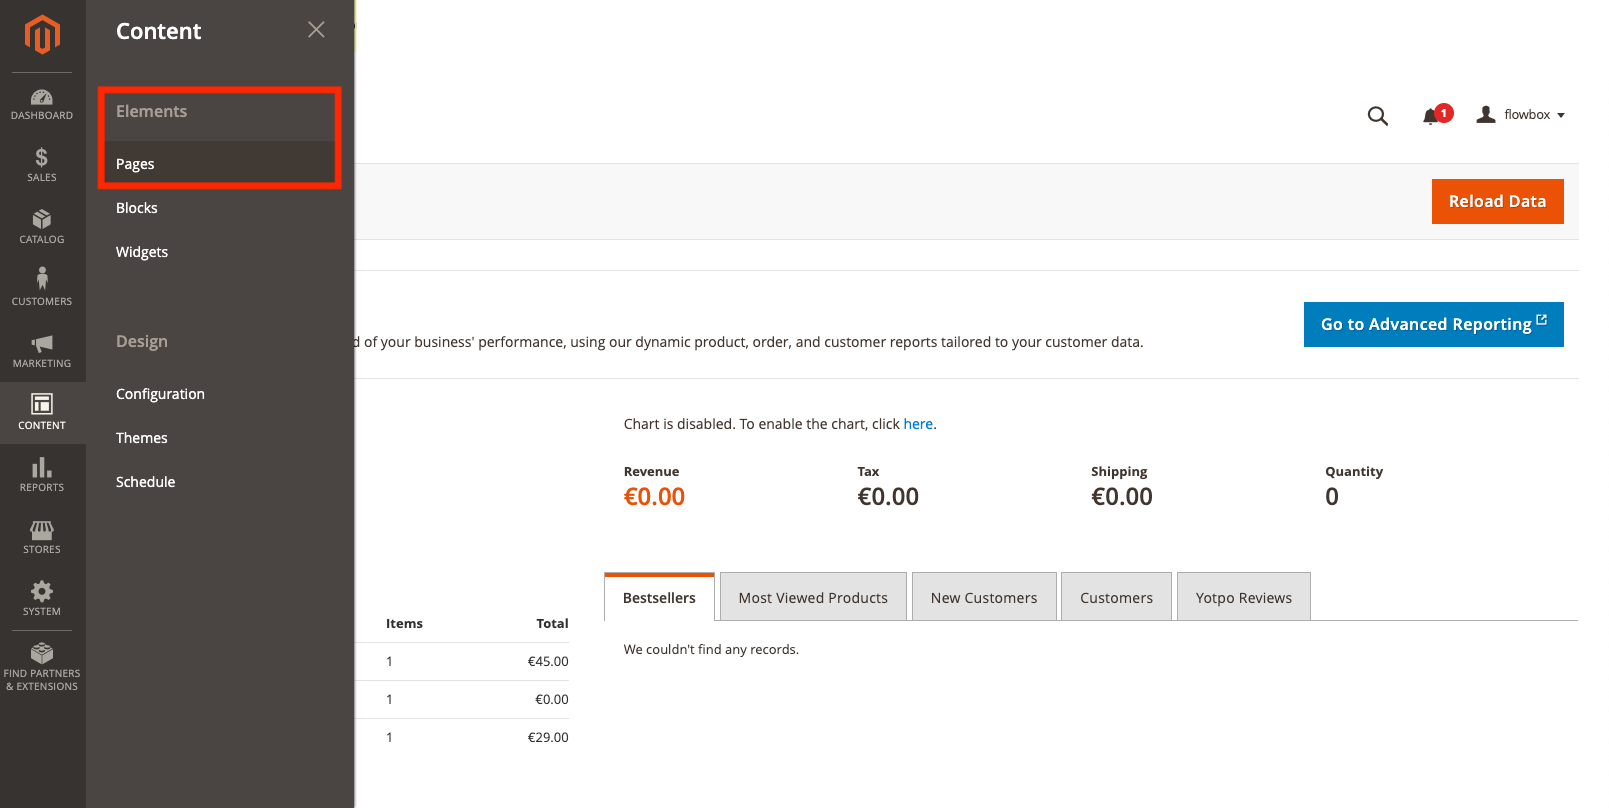 DASHBOARD
SALES
CATALOG
CUSTOMERS
MARKETING
CONTENT
REPORTS
STORES
SYSTEM
FIND PARTNERS
& EXTENSIONS
Content
Elements
Pages
Blocks
Widgets
Design
Configuration
Themes
Schedule
1
flowbox
Reload Data
Go to Advanced Reporting
d of your business' performance, using our dynamic product, order, and customer reports tailored to your customer data.
Chart is disabled. To enable the chart, click here.
Revenue Tax Shipping Quantity
€0.00 €0.00 €0.00 0
Bestsellers Most Viewed Products New Customers Customers Yotpo Reviews
We couldn't find any records.
Items Total
1 €45.00
1 €0.00
1 €29.00